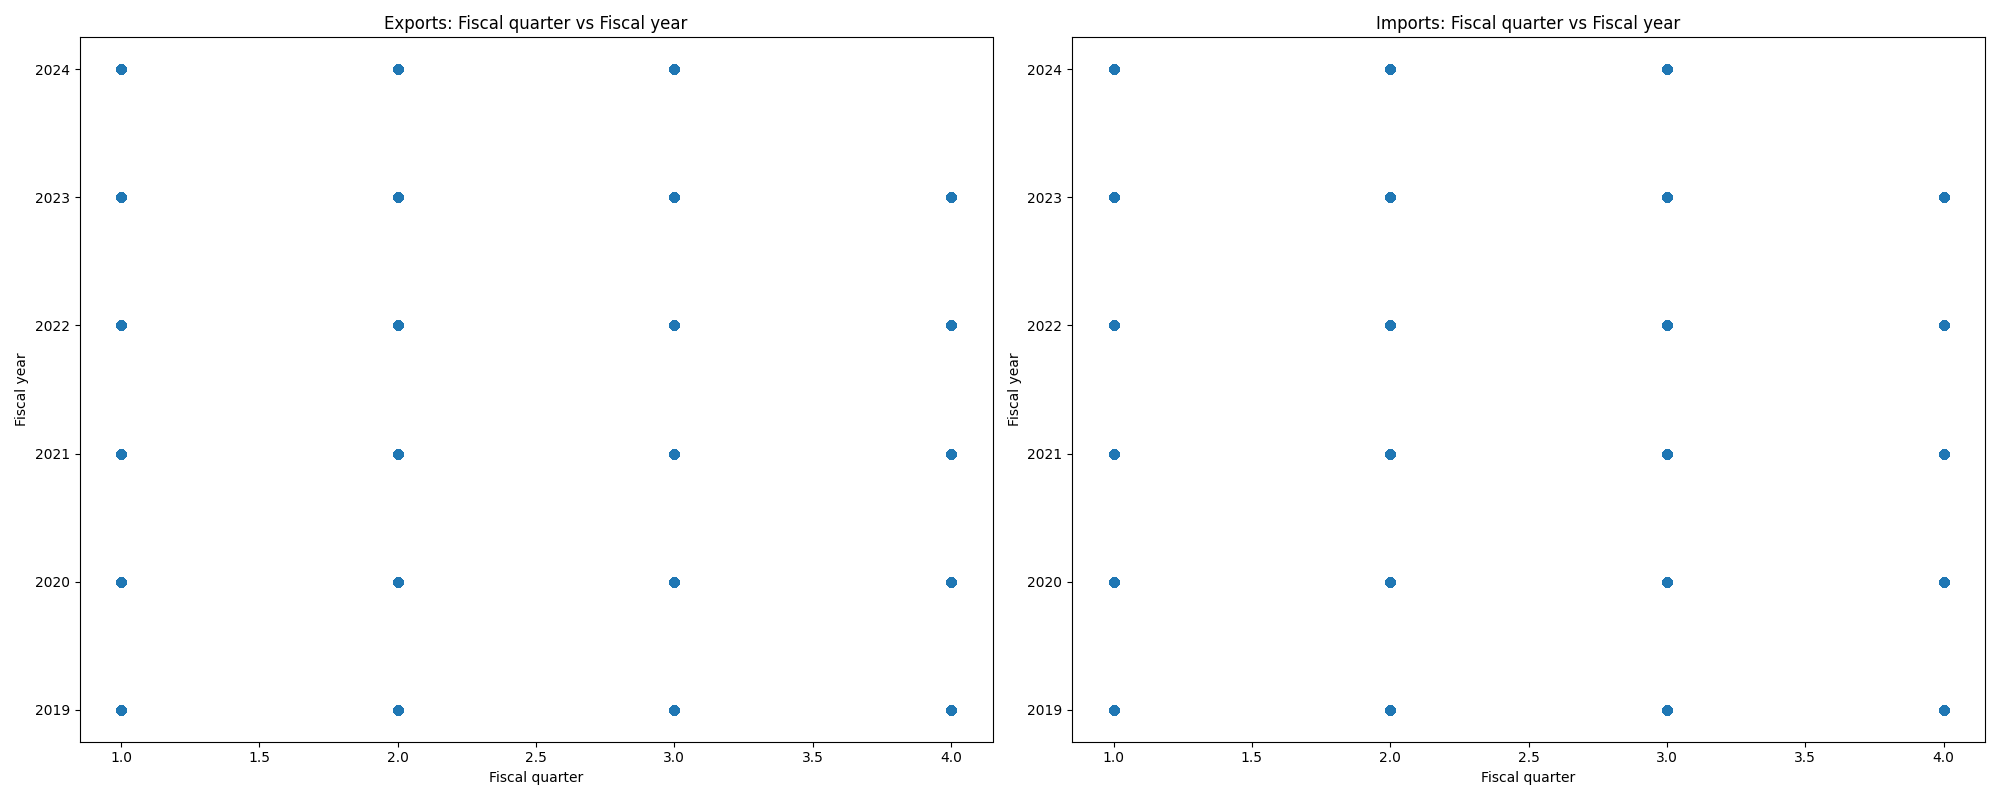 Exports: Fiscal quarter vs Fiscal year
2024
2023
2022
2021
2020
2019
Fiscal year
1.0 1.5 2.0 2.5 3.0 3.5 4.0
Fiscal quarter
Imports: Fiscal quarter vs Fiscal year
2024
2023
2022
2021
2020
2019
Fiscal year
1.0 1.5 2.0 2.5 3.0 3.5 4.0
Fiscal quarter